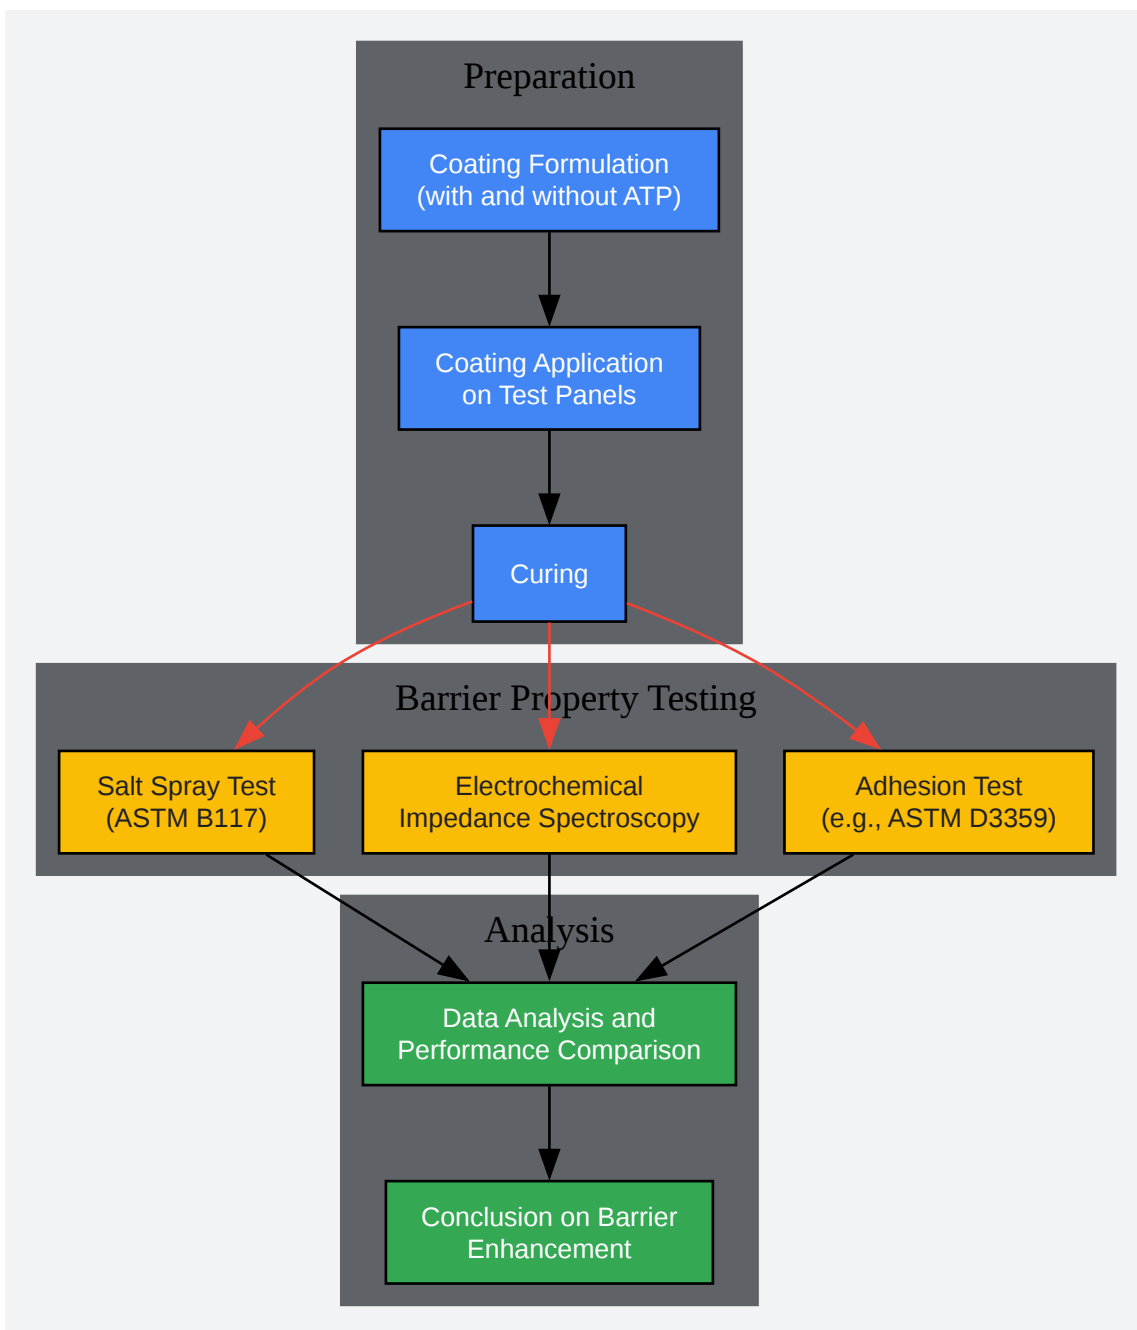 Preparation
Coating Formulation
(with and without ATP)
Coating Application
on Test Panels
Curing
Barrier Property Testing
Salt Spray Test
(ASTM B117)
Electrochemical
Impedance Spectroscopy
Adhesion Test
(e.g., ASTM D3359)
Analysis
Data Analysis and
Performance Comparison
Conclusion on Barrier
Enhancement